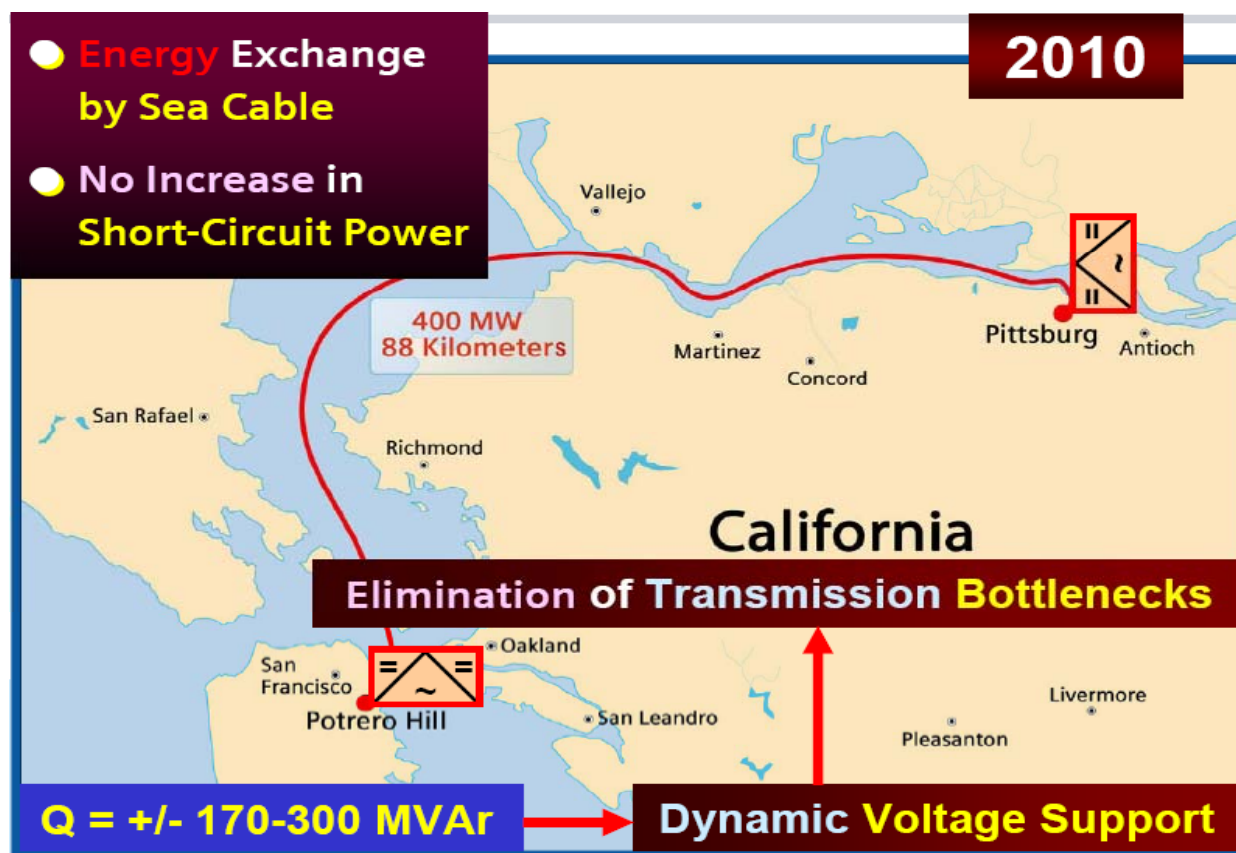 Energy Exchange
by Sea Cable
No Increase in
Short-Circuit Power
2010
Vallejo
400 MW
88 Kilometers
Martinez
Concord
Pittsburg
Antioch
San Rafael
Richmond
California
Elimination of Transmission Bottlenecks
Oakland
San
Francisco
Potrero Hill
San Leandro
Livermore
Pleasanton
Q = +/- 170-300 MVAr
Dynamic Voltage Support